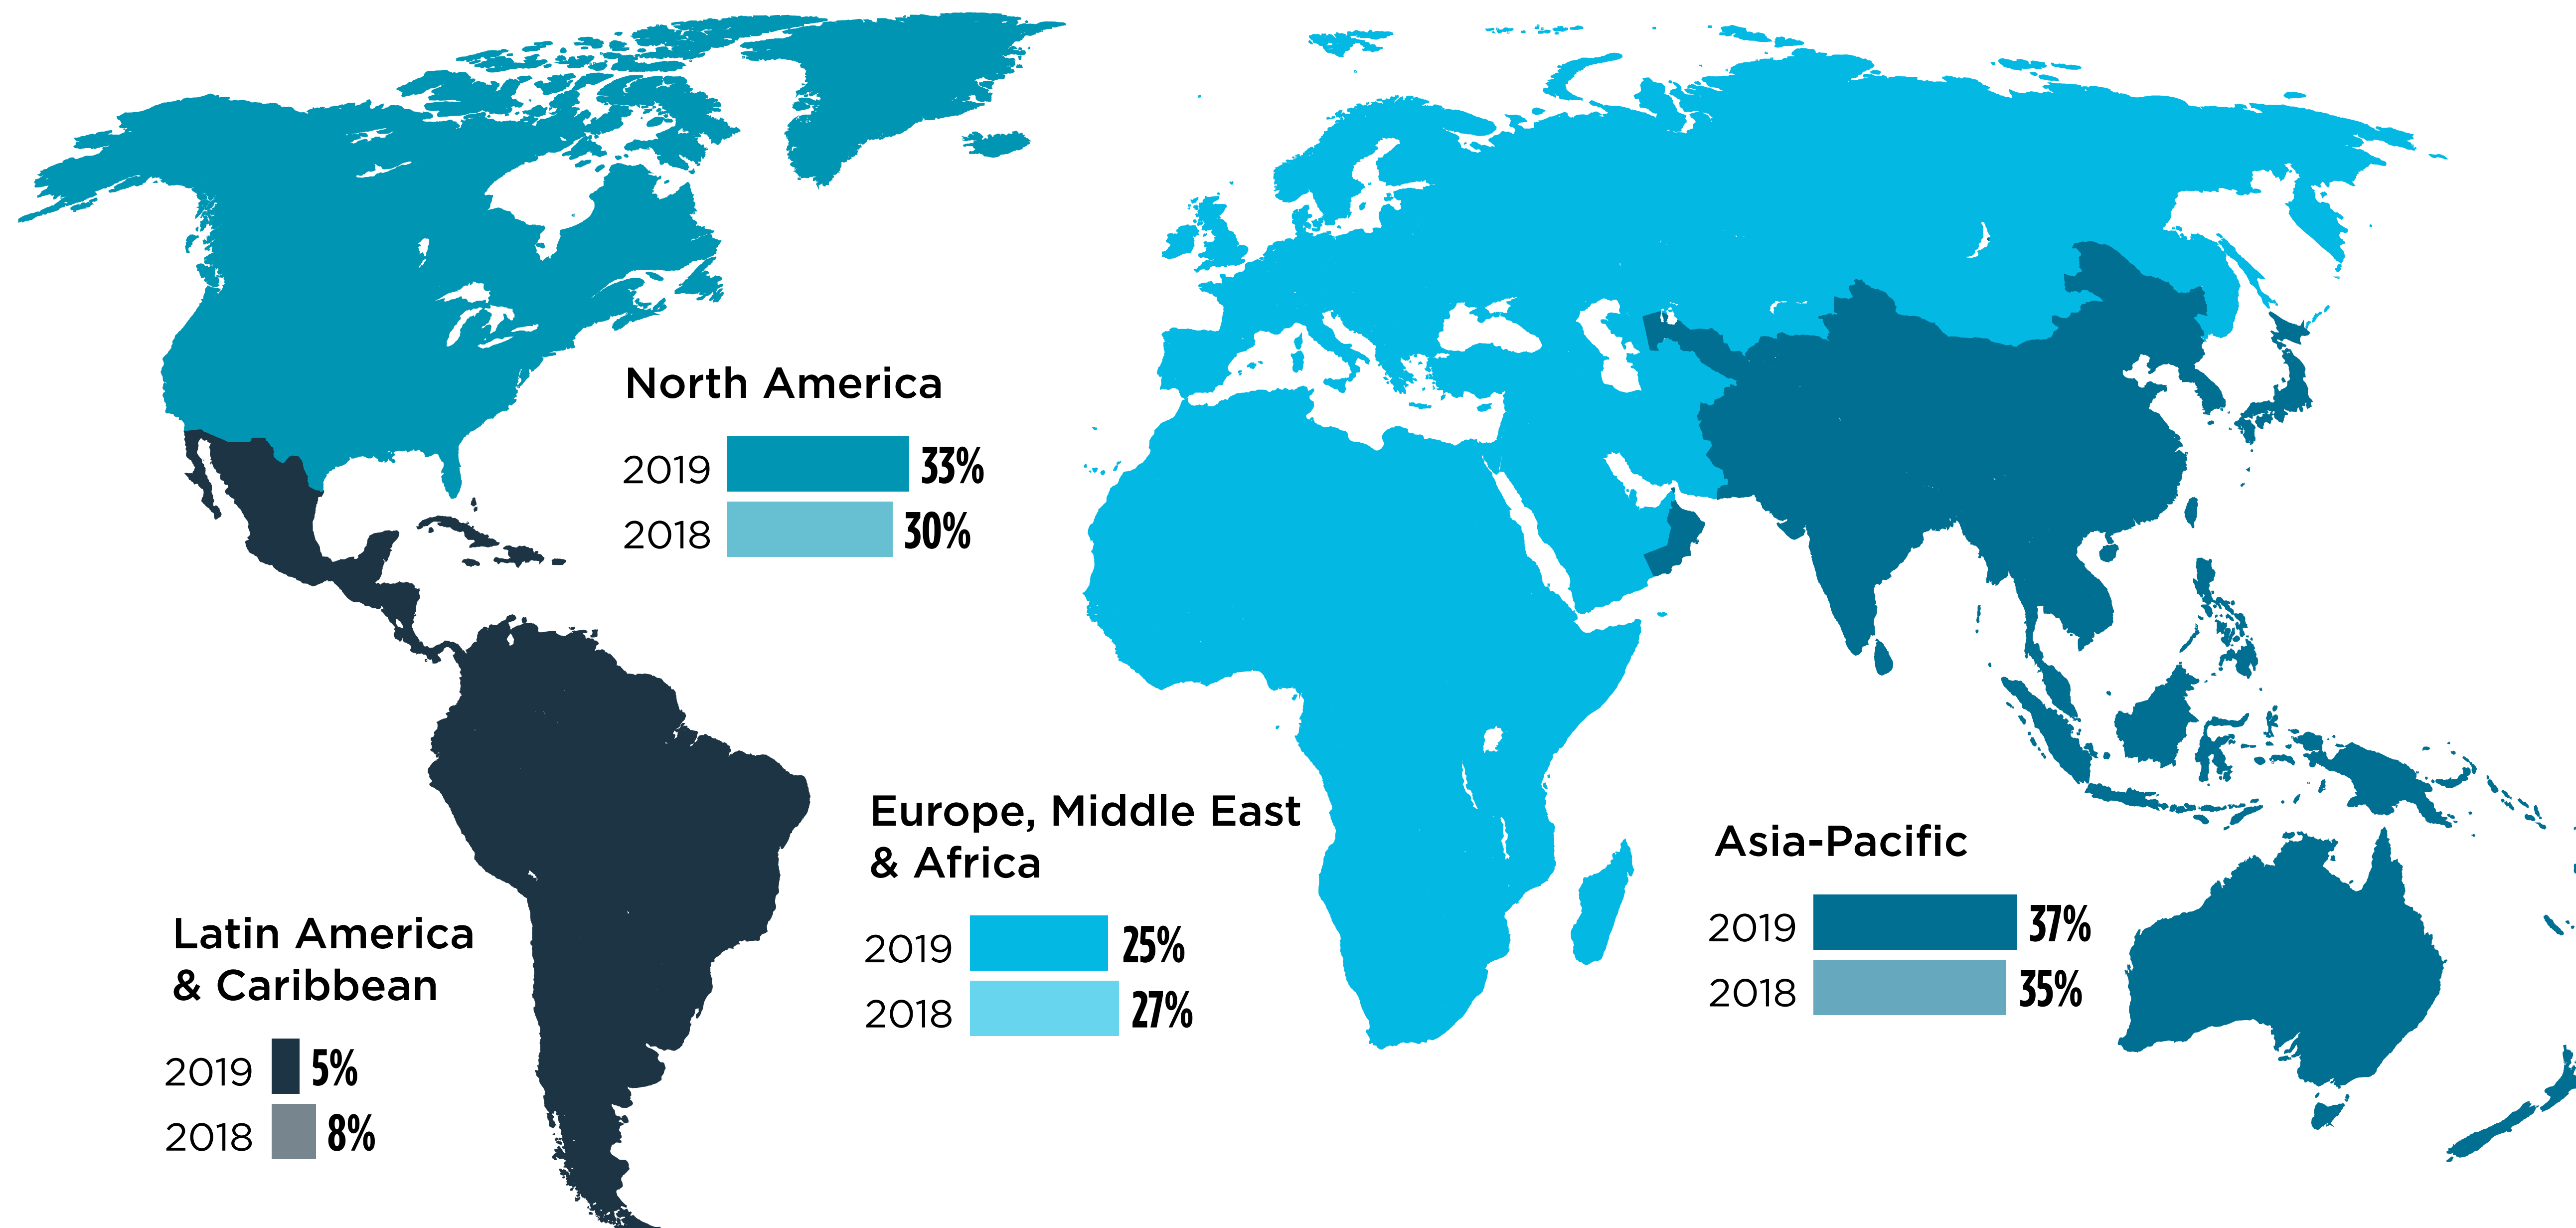 North America
2019 33%
2018 30%
Europe, Middle East
& Africa
2019 25%
2018 27%
Asia-Pacific
2019 37%
2018 35%
Latin America
& Caribbean
2019 5%
2018 8%